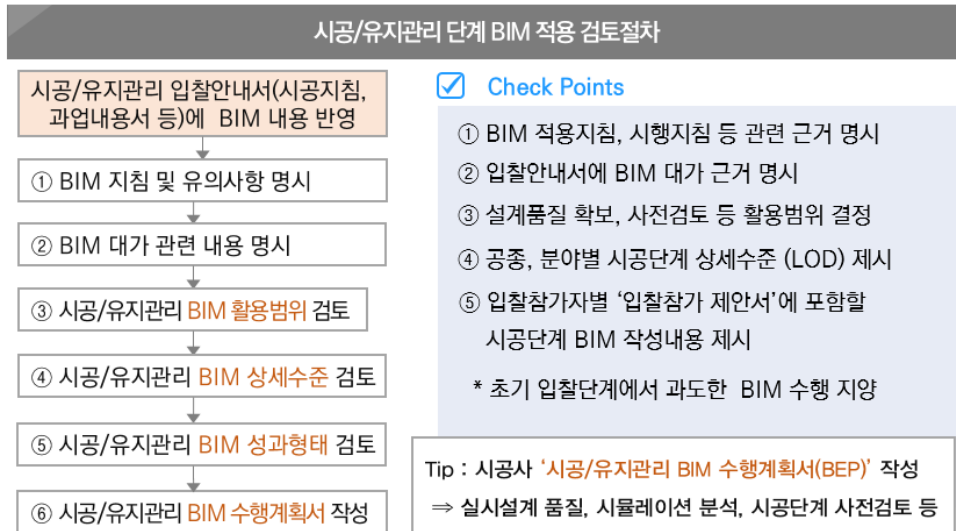 시공/유지관리 단계 BIM 적용 검토절차
시공/유지관리 입찰안내서(시공지침,
과업내용서 등)에 BIM 내용 반영
① BIM 지침 및 유의사항 명시
② BIM 대가 관련 내용 명시
③ 시공/유지관리 BIM 활용범위 검토
④ 시공/유지관리 BIM 상세수준 검토
⑤ 시공/유지관리 BIM 성과형태 검토
⑥ 시공/유지관리 BIM 수행계획서 작성
Check Points
① BIM 적용지침, 시행지침 등 관련 근거 명시
② 입찰안내서에 BIM 대가 근거 명시
③ 설계품질 확보, 사전검토 등 활용범위 결정
④ 공종, 분야별 시공단계 상세수준 (LOD) 제시
⑤ 입찰참가자별 ‘입찰참가 제안서’에 포함할
시공단계 BIM 작성내용 제시
* 초기 입찰단계에서 과도한 BIM 수행 지양
Tip : 시공사 ‘시공/유지관리 BIM 수행계획서(BEP)’ 작성
⇒ 실시설계 품질, 시뮬레이션 분석, 시공단계 사전검토 등